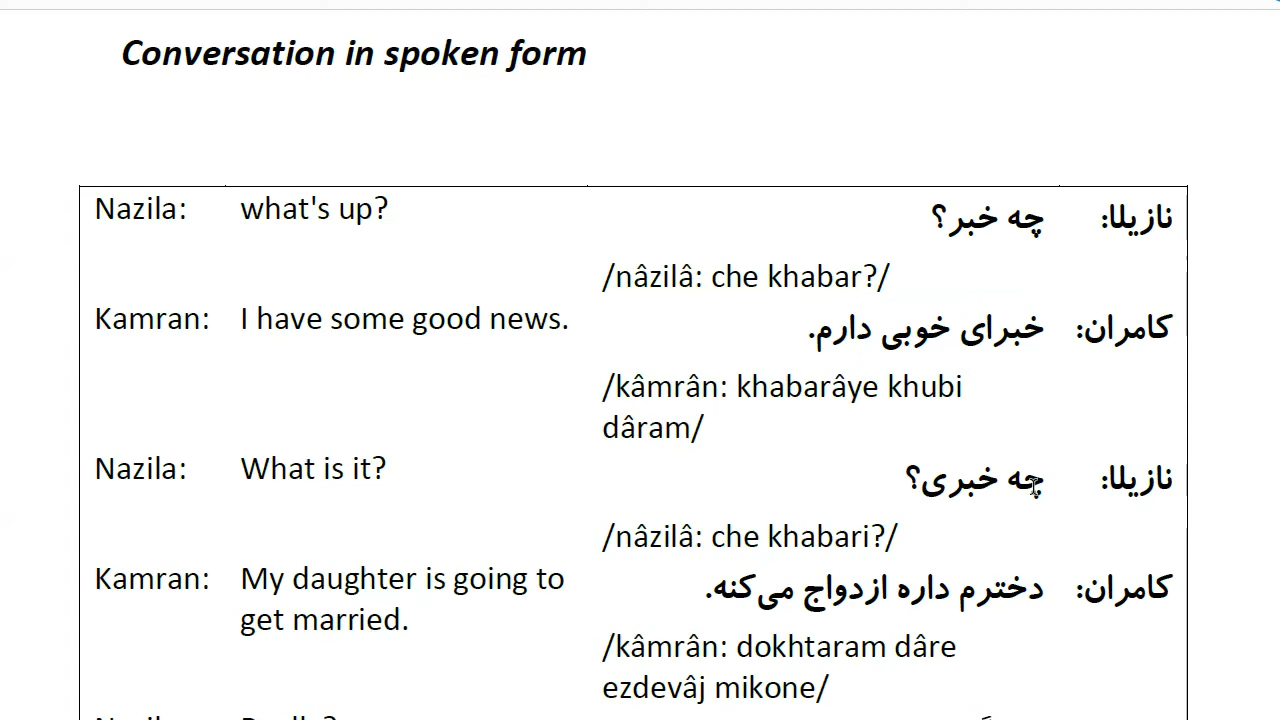 Conversation in spoken form
Nazila: what's up? چه خبر؟ نازیلا:
/nâzilâ: che khabar?/
Kamran: I have some good news. خبرای خوبی دارم. کامران:
/kâmrân: khabarâye khubi
dâram/
Nazila: What is it? چه خبری؟ نازیلا:
/nâzilâ: che khabari?/
Kamran: My daughter is going to دخترم داره ازدواج می‌کنه. کامران:
get married.
/kâmrân: dokhtaram dâre
ezdevâj mikone/